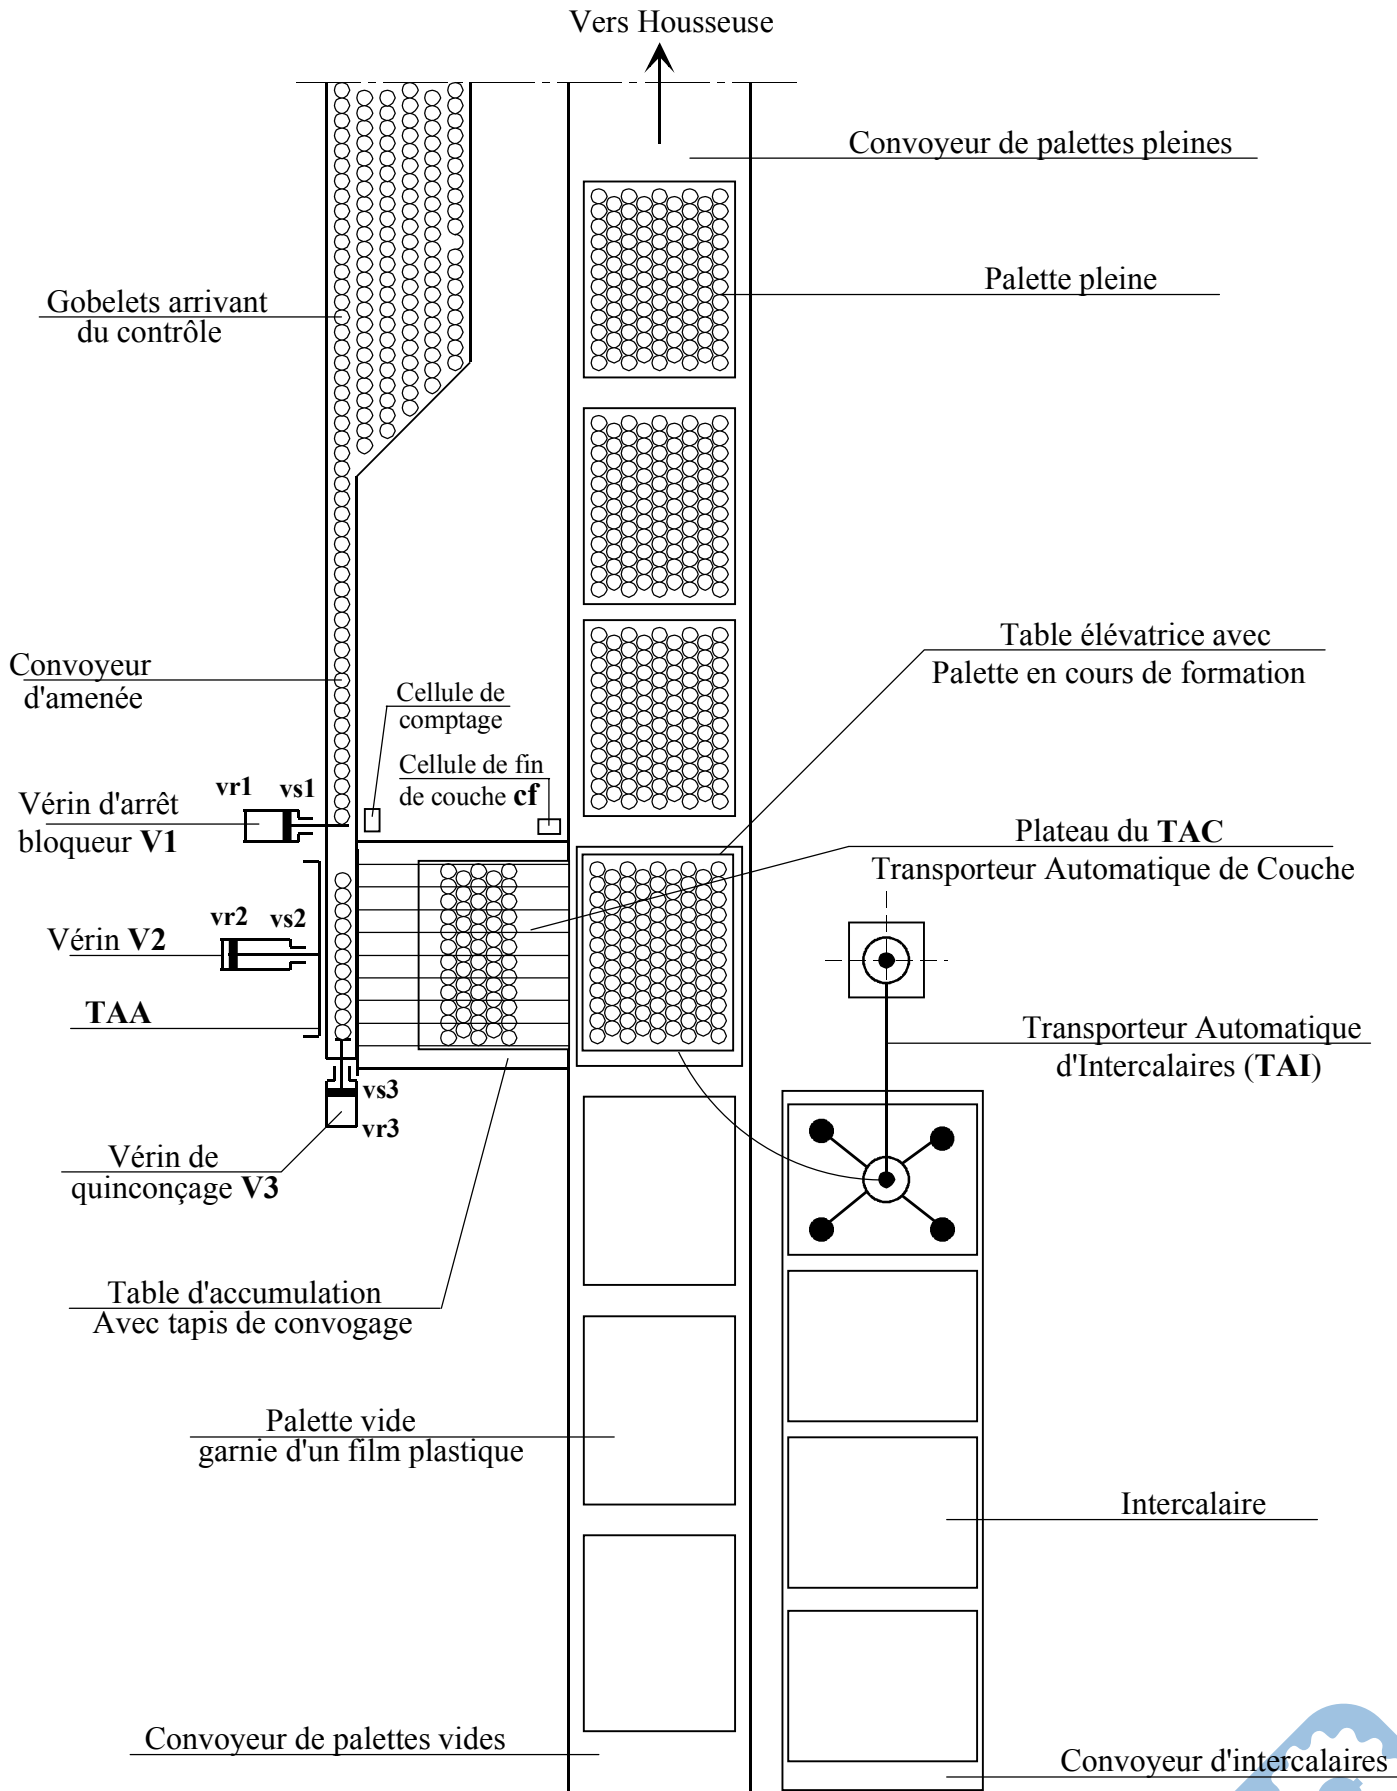 Vers Housseuse
Convoyeur de palettes pleines
Palette pleine
Gobelets arrivant
du contrôle
Table élévatrice avec
Palette en cours de formation
Convoyeur
d'amenée
Cellule de
comptage
Cellule de fin
de couche cf
vr1 vs1
Vérin d'arrêt
bloqueur V1
Plateau du TAC
Transporteur Automatique de Couche
vr2 vs2
Vérin V2
TAA
Transporteur Automatique
d'Intercalaires (TAI)
vs3
vr3
Vérin de
quinconçage V3
Table d'accumulation
Avec tapis de convogage
Palette vide
garnie d'un film plastique
Intercalaire
Convoyeur de palettes vides
Convoyeur d'intercalaires